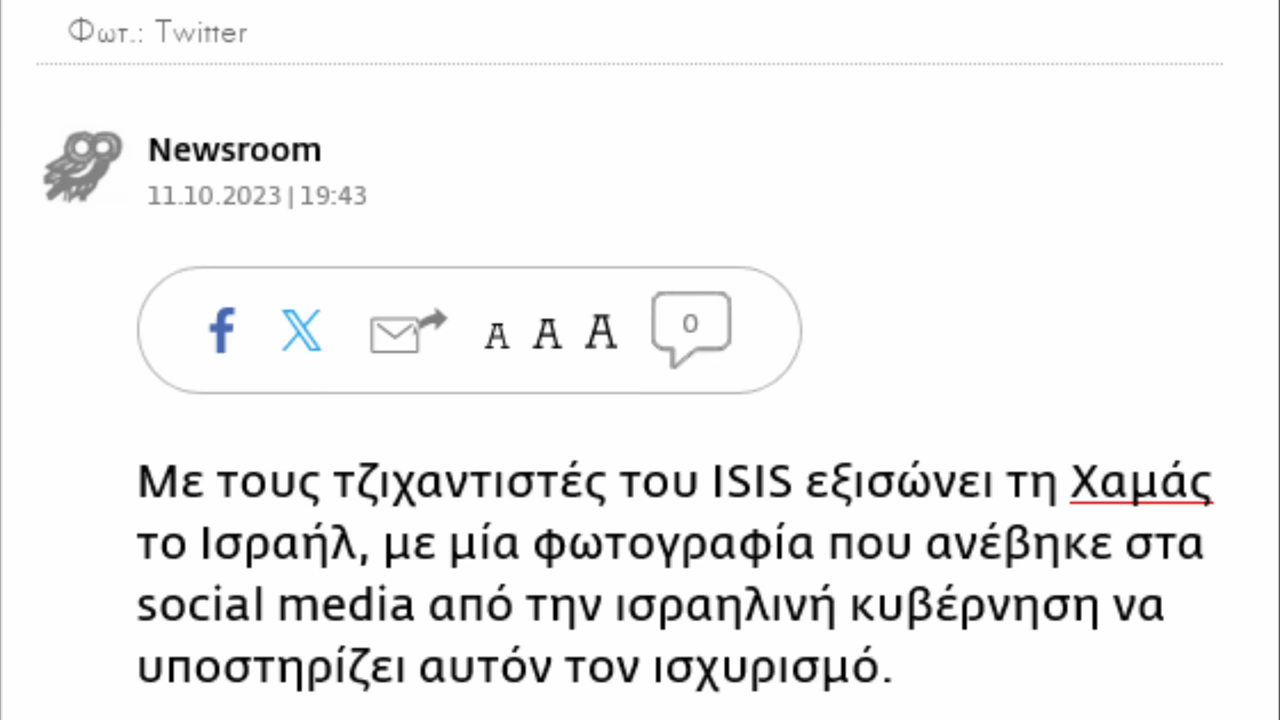 Φωτ.: Twitter
Newsroom
11.10.2023 | 19:43
f 𝕏 A A A 0
Με τους τζιχαντιστές του ISIS εξισώνει τη Χαμάς
το Ισραήλ, με μία φωτογραφία που ανέβηκε στα
social media από την ισραηλινή κυβέρνηση να
υποστηρίζει αυτόν τον ισχυρισμό.